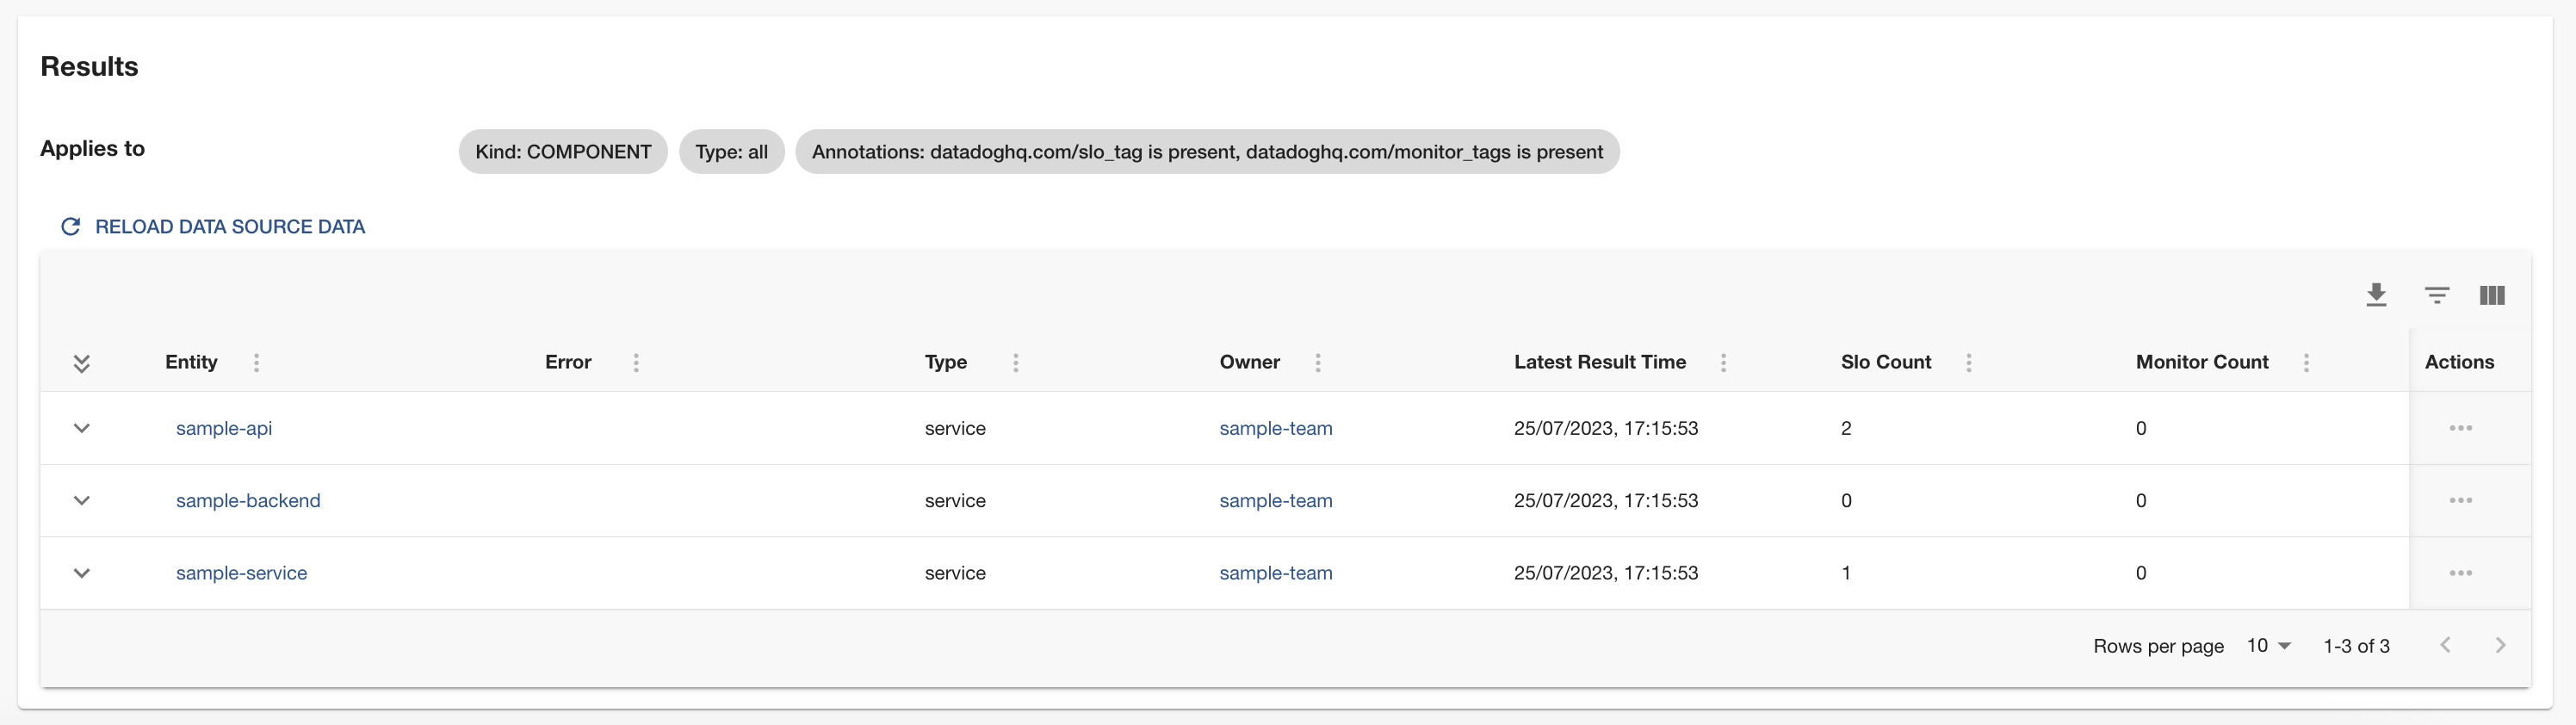 Results
Applies to Kind: COMPONENT Type: all Annotations: datadoghq.com/slo_tag is present, datadoghq.com/monitor_tags is present
RELOAD DATA SOURCE DATA
Entity Error Type Owner Latest Result Time Slo Count Monitor Count Actions
sample-api service sample-team 25/07/2023, 17:15:53 2 0
sample-backend service sample-team 25/07/2023, 17:15:53 0 0
sample-service service sample-team 25/07/2023, 17:15:53 1 0
Rows per page 10 1-3 of 3